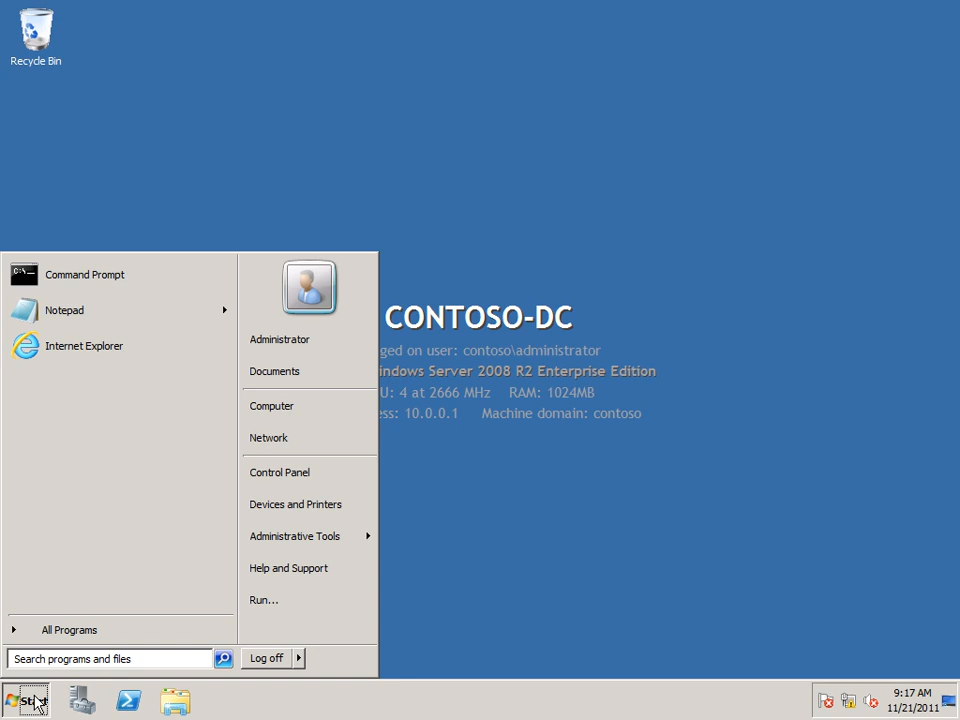 Recycle Bin
Command Prompt
Notepad
Internet Explorer
All Programs
Search programs and files
Administrator
Documents
Computer
Network
Control Panel
Devices and Printers
Administrative Tools
Help and Support
Run...
Log off
CONTOSO-DC
ged on user: contoso\administrator
indows Server 2008 R2 Enterprise Edition
U: 4 at 2666 MHz RAM: 1024MB
ess: 10.0.0.1 Machine domain: contoso
Start
9:17 AM
11/21/2011